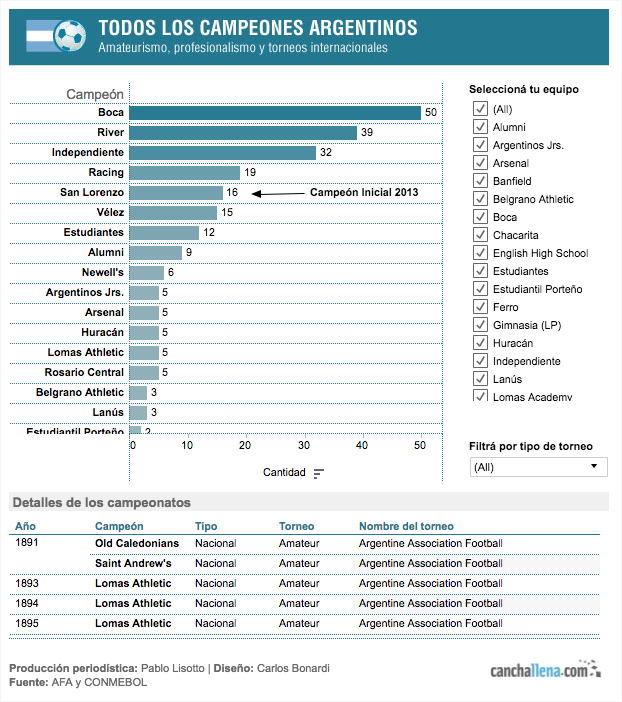 TODOS LOS CAMPEONES ARGENTINOS
Amateurismo, profesionalismo y torneos internacionales
Campeón
Boca 50
River 39
Independiente 32
Racing 19
San Lorenzo 16 Campeón Inicial 2013
Vélez 15
Estudiantes 12
Alumni 9
Newell's 6
Argentinos Jrs. 5
Arsenal 5
Huracán 5
Lomas Athletic 5
Rosario Central 5
Belgrano Athletic 3
Lanús 3
Estudiantil Porteño 2
0 10 20 30 40 50
Cantidad
Seleccioná tu equipo
(All)
Alumni
Argentinos Jrs.
Arsenal
Banfield
Belgrano Athletic
Boca
Chacarita
English High School
Estudiantes
Estudiantil Porteño
Ferro
Gimnasia (LP)
Huracán
Independiente
Lanús
Lomas Academy
Filtrá por tipo de torneo
(All)
Detalles de los campeonatos
Año Campeón Tipo Torneo Nombre del torneo
1891 Old Caledonians Nacional Amateur Argentine Association Football
Saint Andrew's Nacional Amateur Argentine Association Football
1893 Lomas Athletic Nacional Amateur Argentine Association Football
1894 Lomas Athletic Nacional Amateur Argentine Association Football
1895 Lomas Athletic Nacional Amateur Argentine Association Football
Producción periodística: Pablo Lisotto | Diseño: Carlos Bonardi
Fuente: AFA y CONMEBOL
canchallena.com